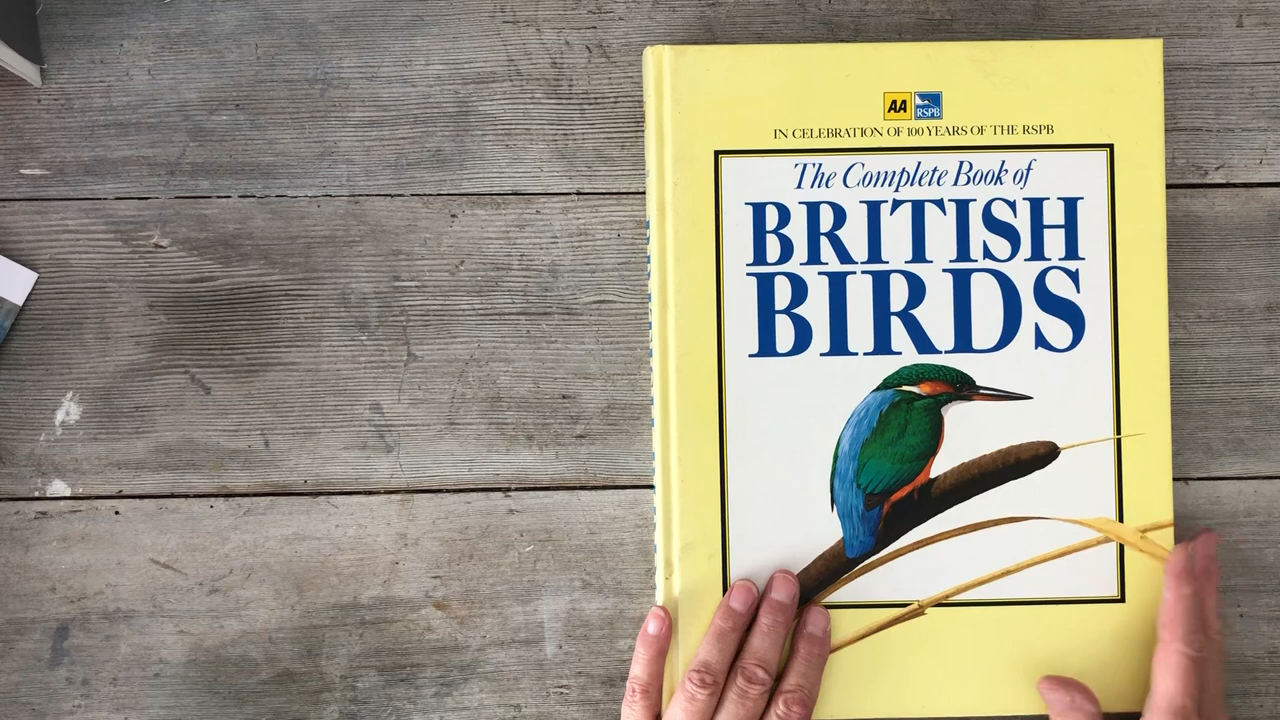 AA RSPB
IN CELEBRATION OF 100 YEARS OF THE RSPB
The Complete Book of
BRITISH
BIRDS